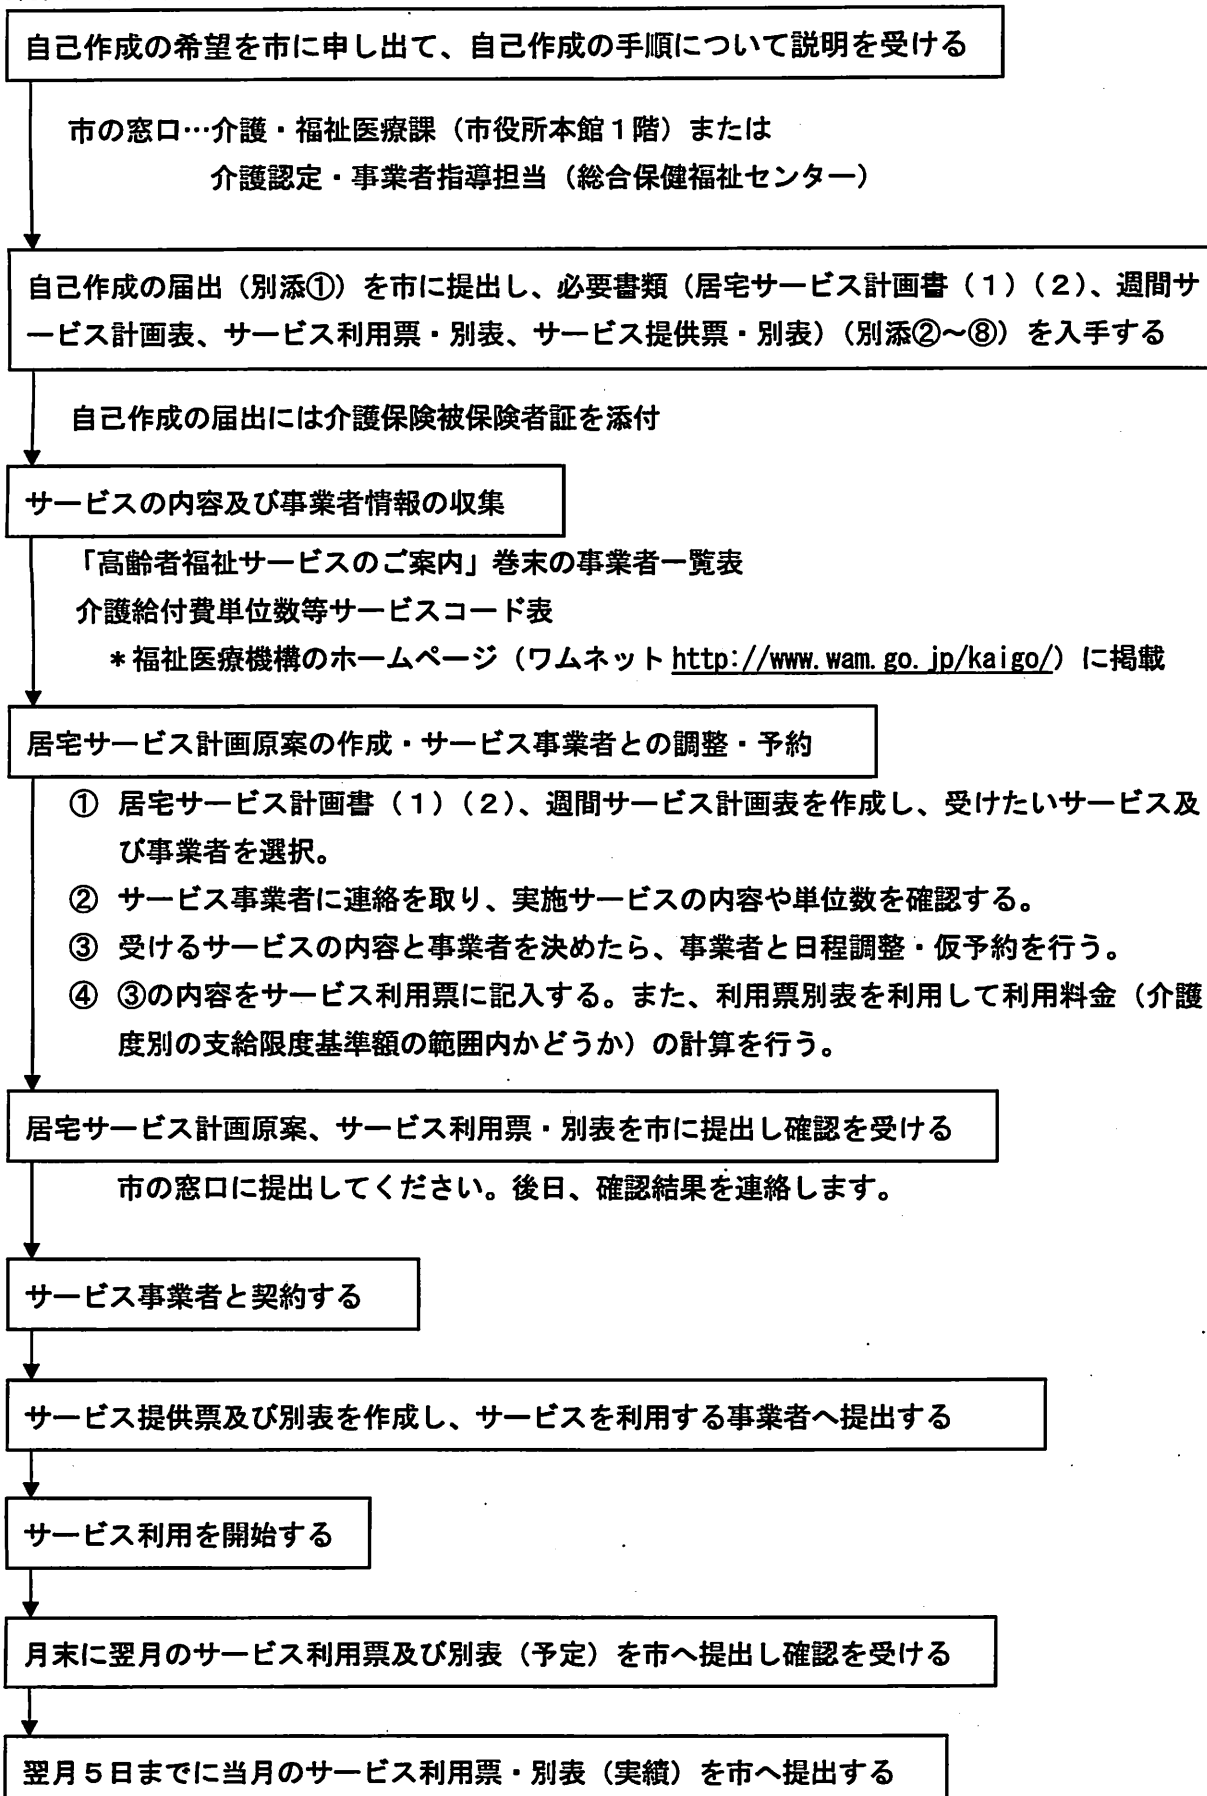 自己作成の希望を市に申し出て、自己作成の手順について説明を受ける
市の窓口…介護・福祉医療課（市役所本館１階）または
介護認定・事業者指導担当（総合保健福祉センター）
自己作成の届出（別添①）を市に提出し、必要書類（居宅サービス計画書（１）（２）、週間サ
ービス計画表、サービス利用票・別表、サービス提供票・別表）（別添②～⑧）を入手する
自己作成の届出には介護保険被保険者証を添付
サービスの内容及び事業者情報の収集
「高齢者福祉サービスのご案内」巻末の事業者一覧表
介護給付費単位数等サービスコード表
＊福祉医療機構のホームページ（ワムネット http://www.wam.go.jp/kaigo/）に掲載
居宅サービス計画原案の作成・サービス事業者との調整・予約
① 居宅サービス計画書（１）（２）、週間サービス計画表を作成し、受けたいサービス及
び事業者を選択。
② サービス事業者に連絡を取り、実施サービスの内容や単位数を確認する。
③ 受けるサービスの内容と事業者を決めたら、事業者と日程調整・仮予約を行う。
④ ③の内容をサービス利用票に記入する。また、利用票別表を利用して利用料金（介護
度別の支給限度基準額の範囲内かどうか）の計算を行う。
居宅サービス計画原案、サービス利用票・別表を市に提出し確認を受ける
市の窓口に提出してください。後日、確認結果を連絡します。
サービス事業者と契約する
サービス提供票及び別表を作成し、サービスを利用する事業者へ提出する
サービス利用を開始する
月末に翌月のサービス利用票及び別表（予定）を市へ提出し確認を受ける
翌月５日までに当月のサービス利用票・別表（実績）を市へ提出する